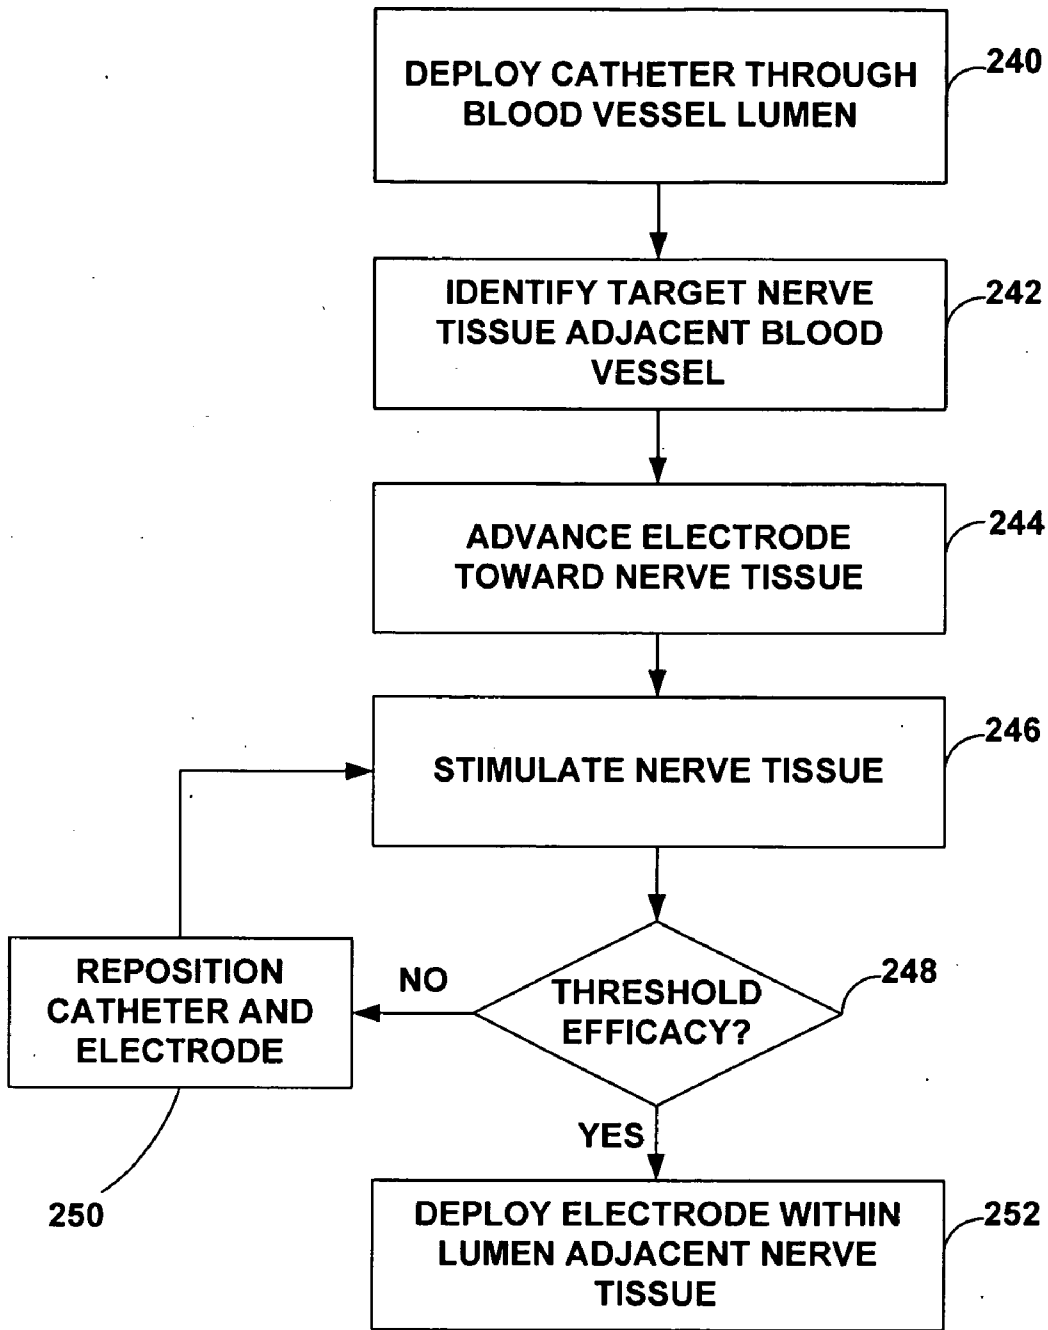 DEPLOY CATHETER THROUGH
BLOOD VESSEL LUMEN
240
IDENTIFY TARGET NERVE
TISSUE ADJACENT BLOOD
VESSEL
242
ADVANCE ELECTRODE
TOWARD NERVE TISSUE
244
STIMULATE NERVE TISSUE
246
THRESHOLD
EFFICACY?
248
NO
REPOSITION
CATHETER AND
ELECTRODE
250
YES
DEPLOY ELECTRODE WITHIN
LUMEN ADJACENT NERVE
TISSUE
252